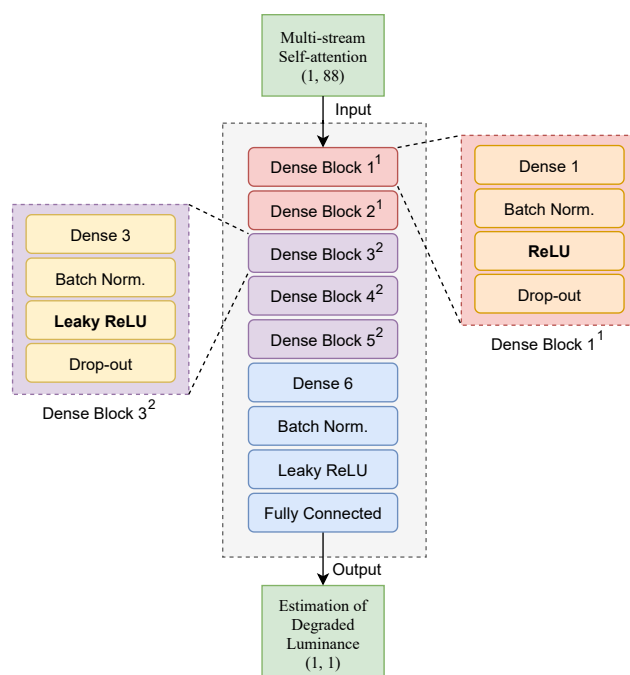 Multi-stream
Self-attention
(1, 88)
Input
Dense Block 1¹
Dense Block 2¹
Dense Block 3²
Dense Block 4²
Dense Block 5²
Dense 6
Batch Norm.
Leaky ReLU
Fully Connected
Output
Estimation of
Degraded
Luminance
(1, 1)
Dense 3
Batch Norm.
Leaky ReLU
Drop-out
Dense Block 3²
Dense 1
Batch Norm.
ReLU
Drop-out
Dense Block 1¹